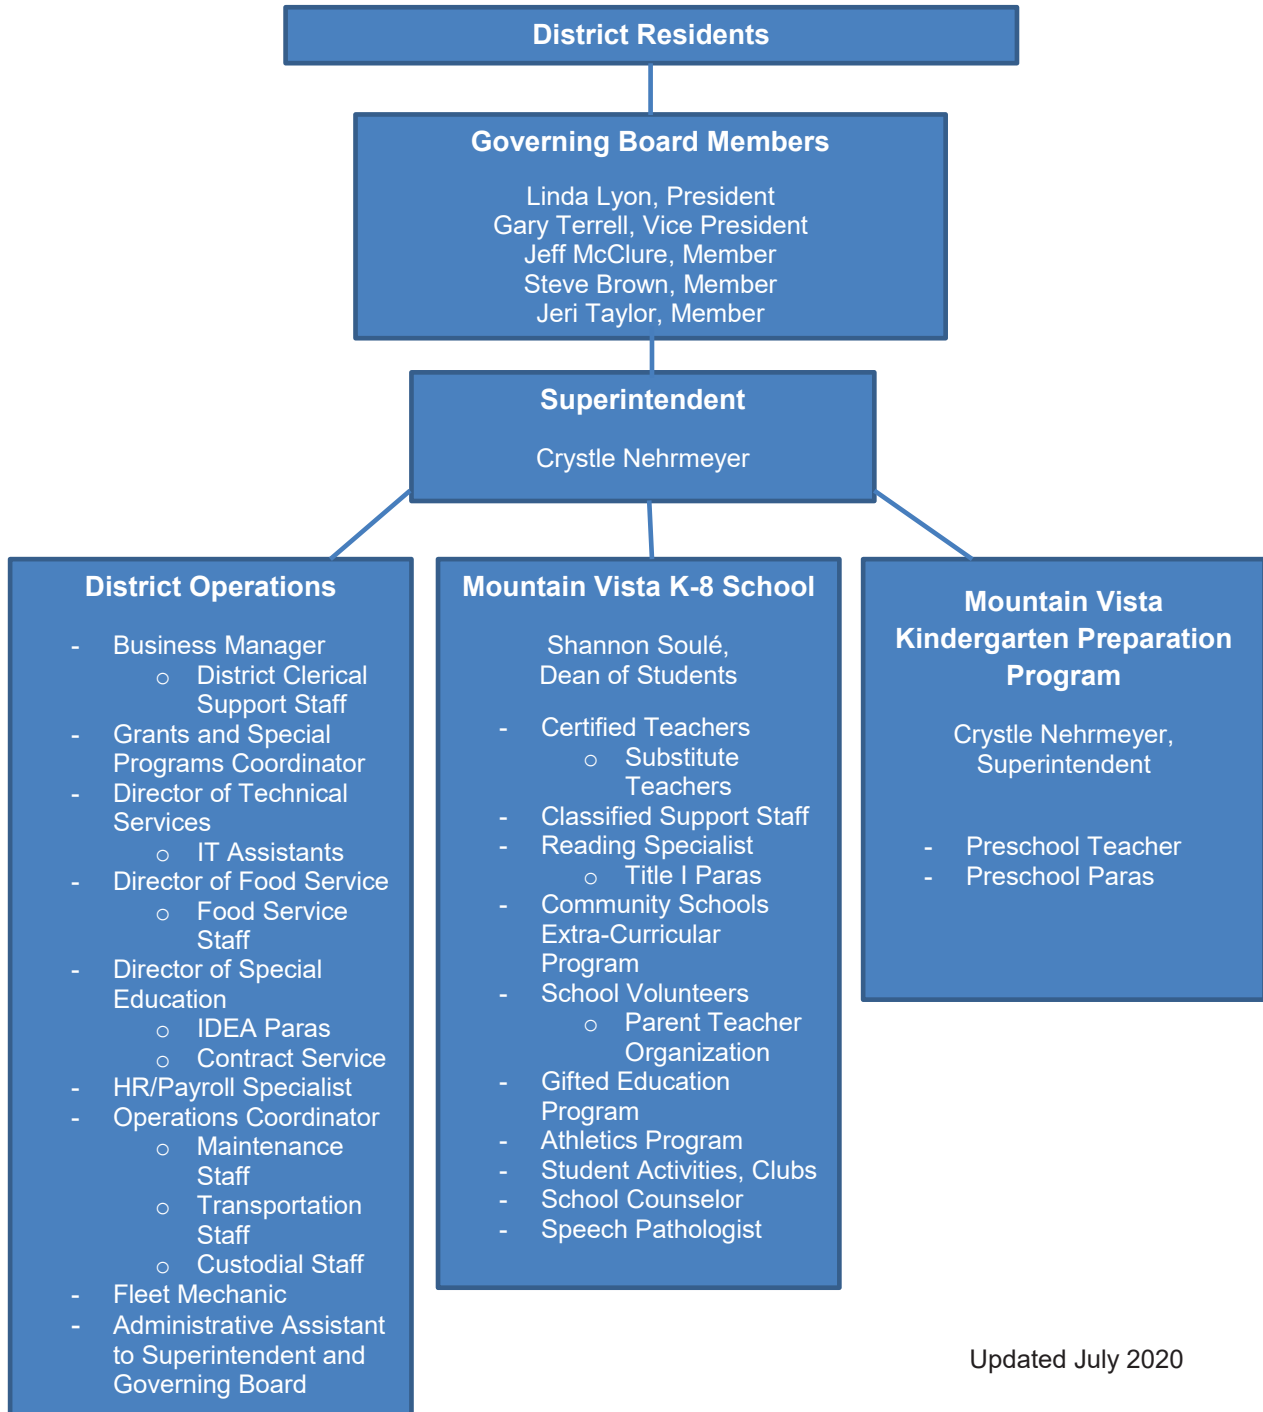 District Residents
Governing Board Members
Linda Lyon, President
Gary Terrell, Vice President
Jeff McClure, Member
Steve Brown, Member
Jeri Taylor, Member
Superintendent
Crystle Nehrmeyer
District Operations
- Business Manager
o District Clerical
Support Staff
- Grants and Special
Programs Coordinator
- Director of Technical
Services
o IT Assistants
- Director of Food Service
o Food Service
Staff
- Director of Special
Education
o IDEA Paras
o Contract Service
- HR/Payroll Specialist
- Operations Coordinator
o Maintenance
Staff
o Transportation
Staff
o Custodial Staff
- Fleet Mechanic
- Administrative Assistant
to Superintendent and
Governing Board
Mountain Vista K-8 School
Shannon Soulé,
Dean of Students
- Certified Teachers
o Substitute
Teachers
- Classified Support Staff
- Reading Specialist
o Title I Paras
- Community Schools
Extra-Curricular
Program
- School Volunteers
o Parent Teacher
Organization
- Gifted Education
Program
- Athletics Program
- Student Activities, Clubs
- School Counselor
- Speech Pathologist
Mountain Vista
Kindergarten Preparation
Program
Crystle Nehrmeyer,
Superintendent
- Preschool Teacher
- Preschool Paras
Updated July 2020